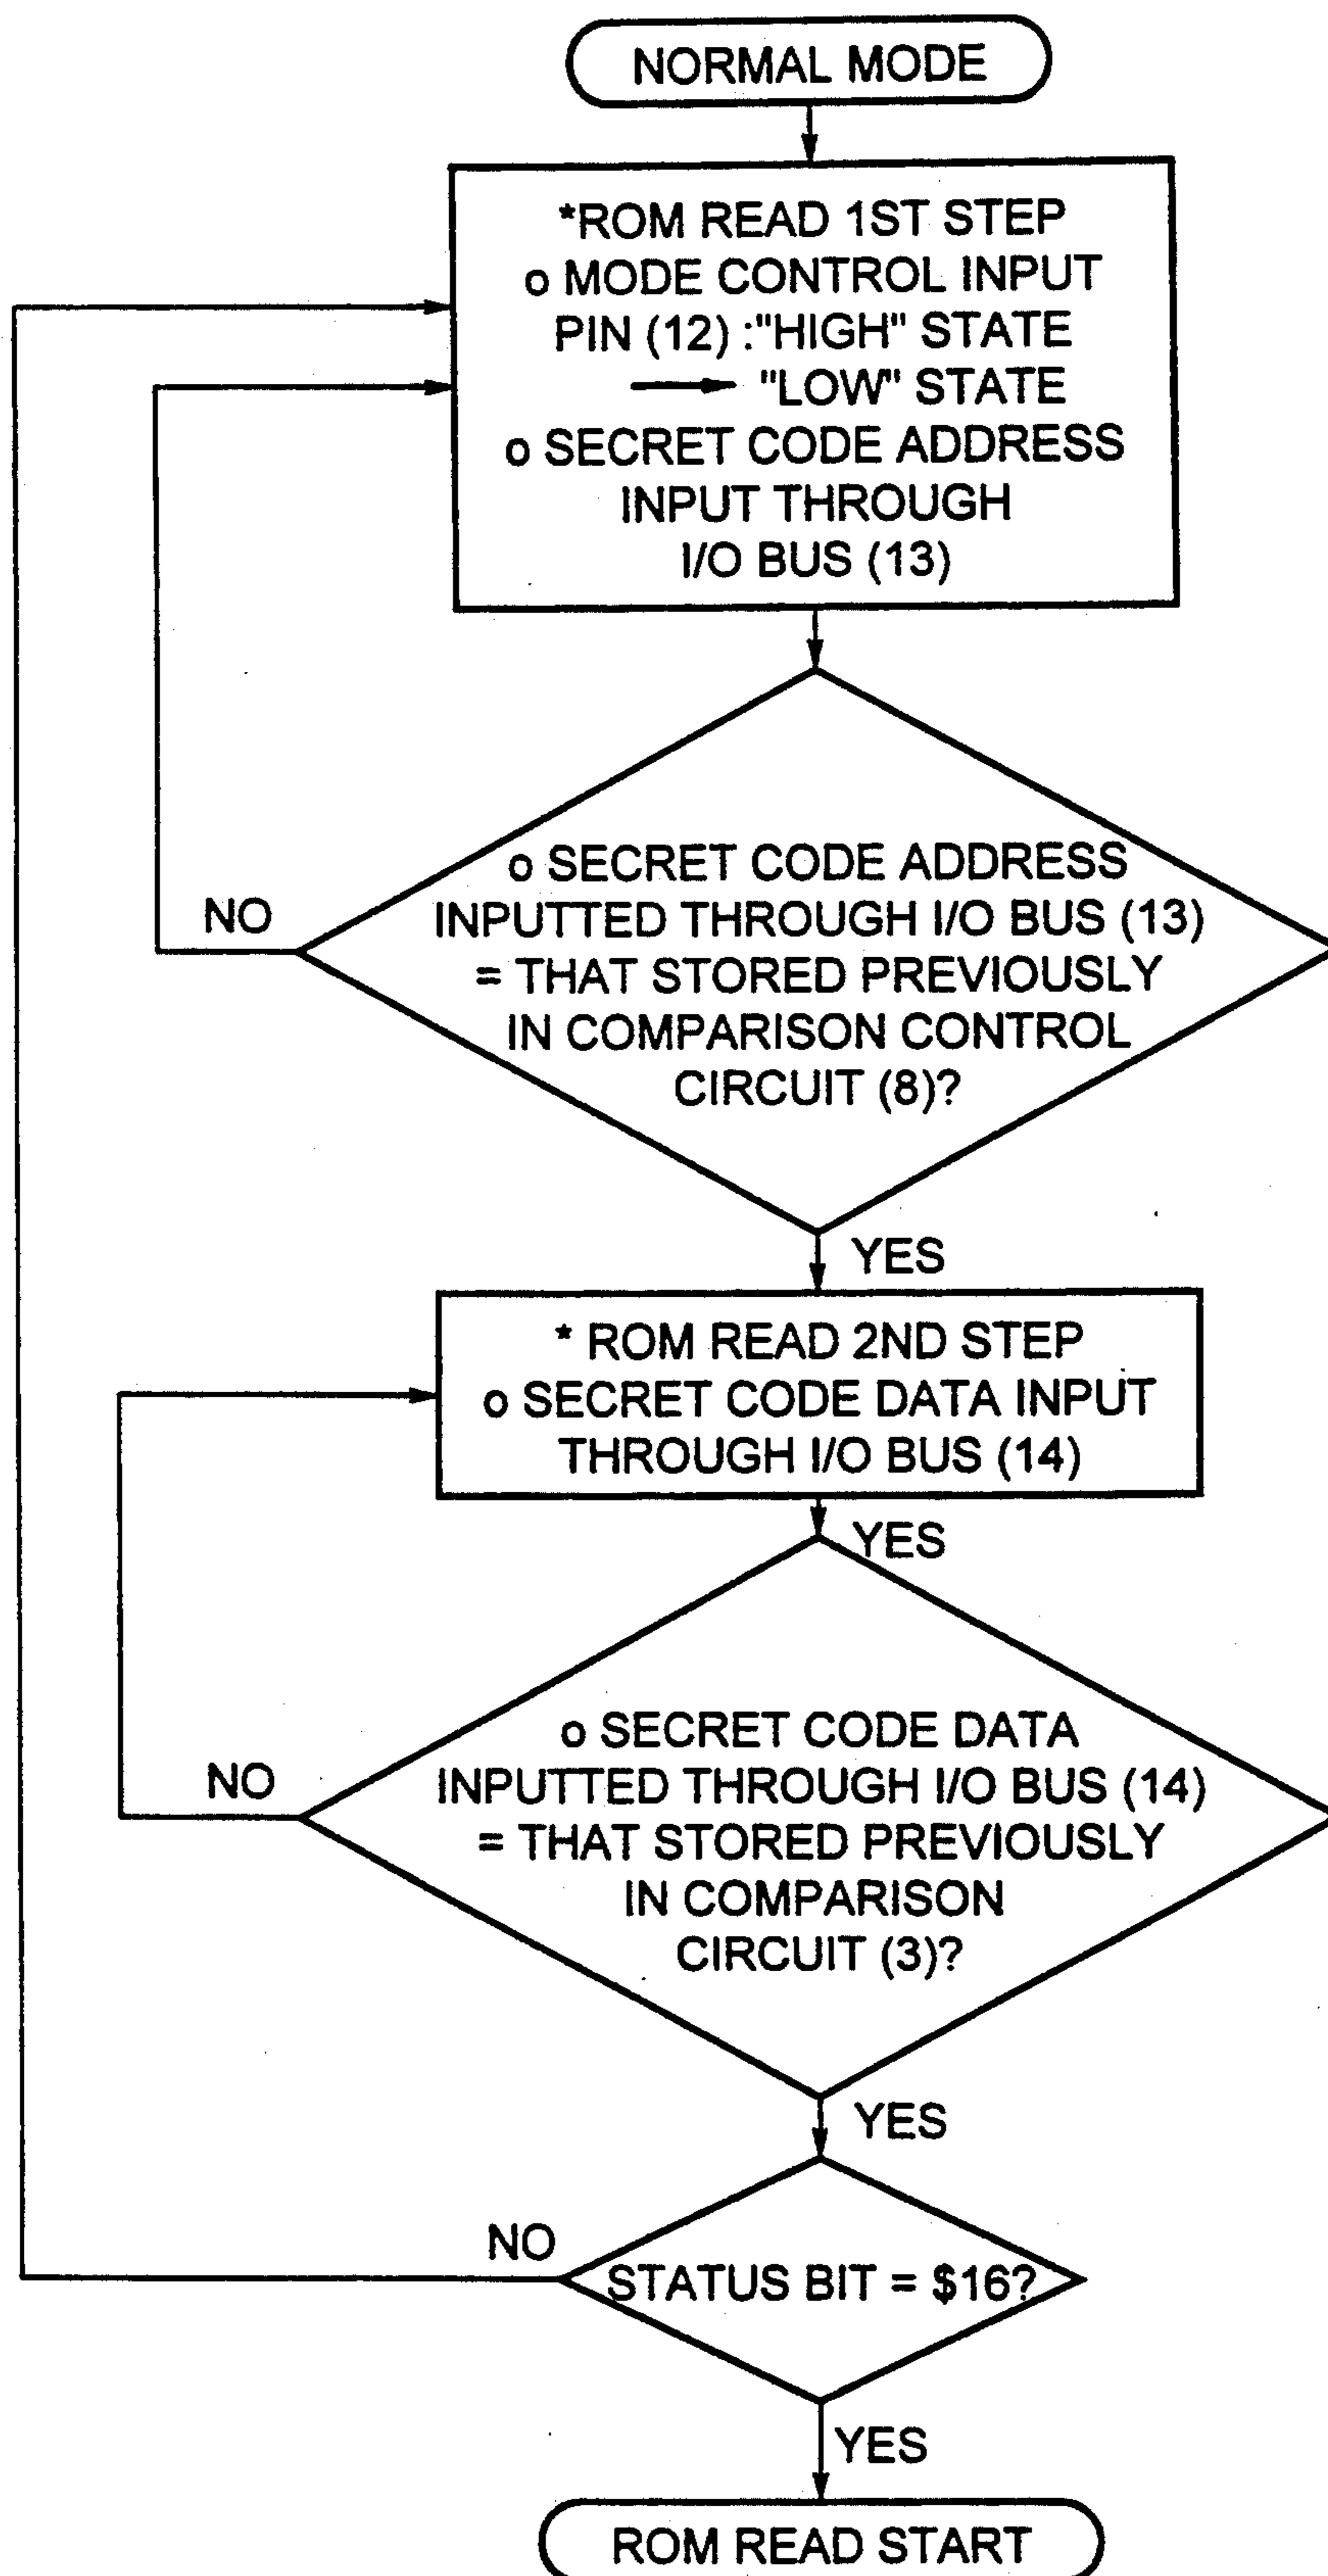 NORMAL MODE
*ROM READ 1ST STEP
o MODE CONTROL INPUT
PIN (12) :"HIGH" STATE
"LOW" STATE
o SECRET CODE ADDRESS
INPUT THROUGH
I/O BUS (13)
o SECRET CODE ADDRESS
INPUTTED THROUGH I/O BUS (13)
= THAT STORED PREVIOUSLY
IN COMPARISON CONTROL
CIRCUIT (8)?
NO
YES
* ROM READ 2ND STEP
o SECRET CODE DATA INPUT
THROUGH I/O BUS (14)
YES
o SECRET CODE DATA
INPUTTED THROUGH I/O BUS (14)
= THAT STORED PREVIOUSLY
IN COMPARISON
CIRCUIT (3)?
NO
YES
NO
STATUS BIT = $16?
YES
ROM READ START